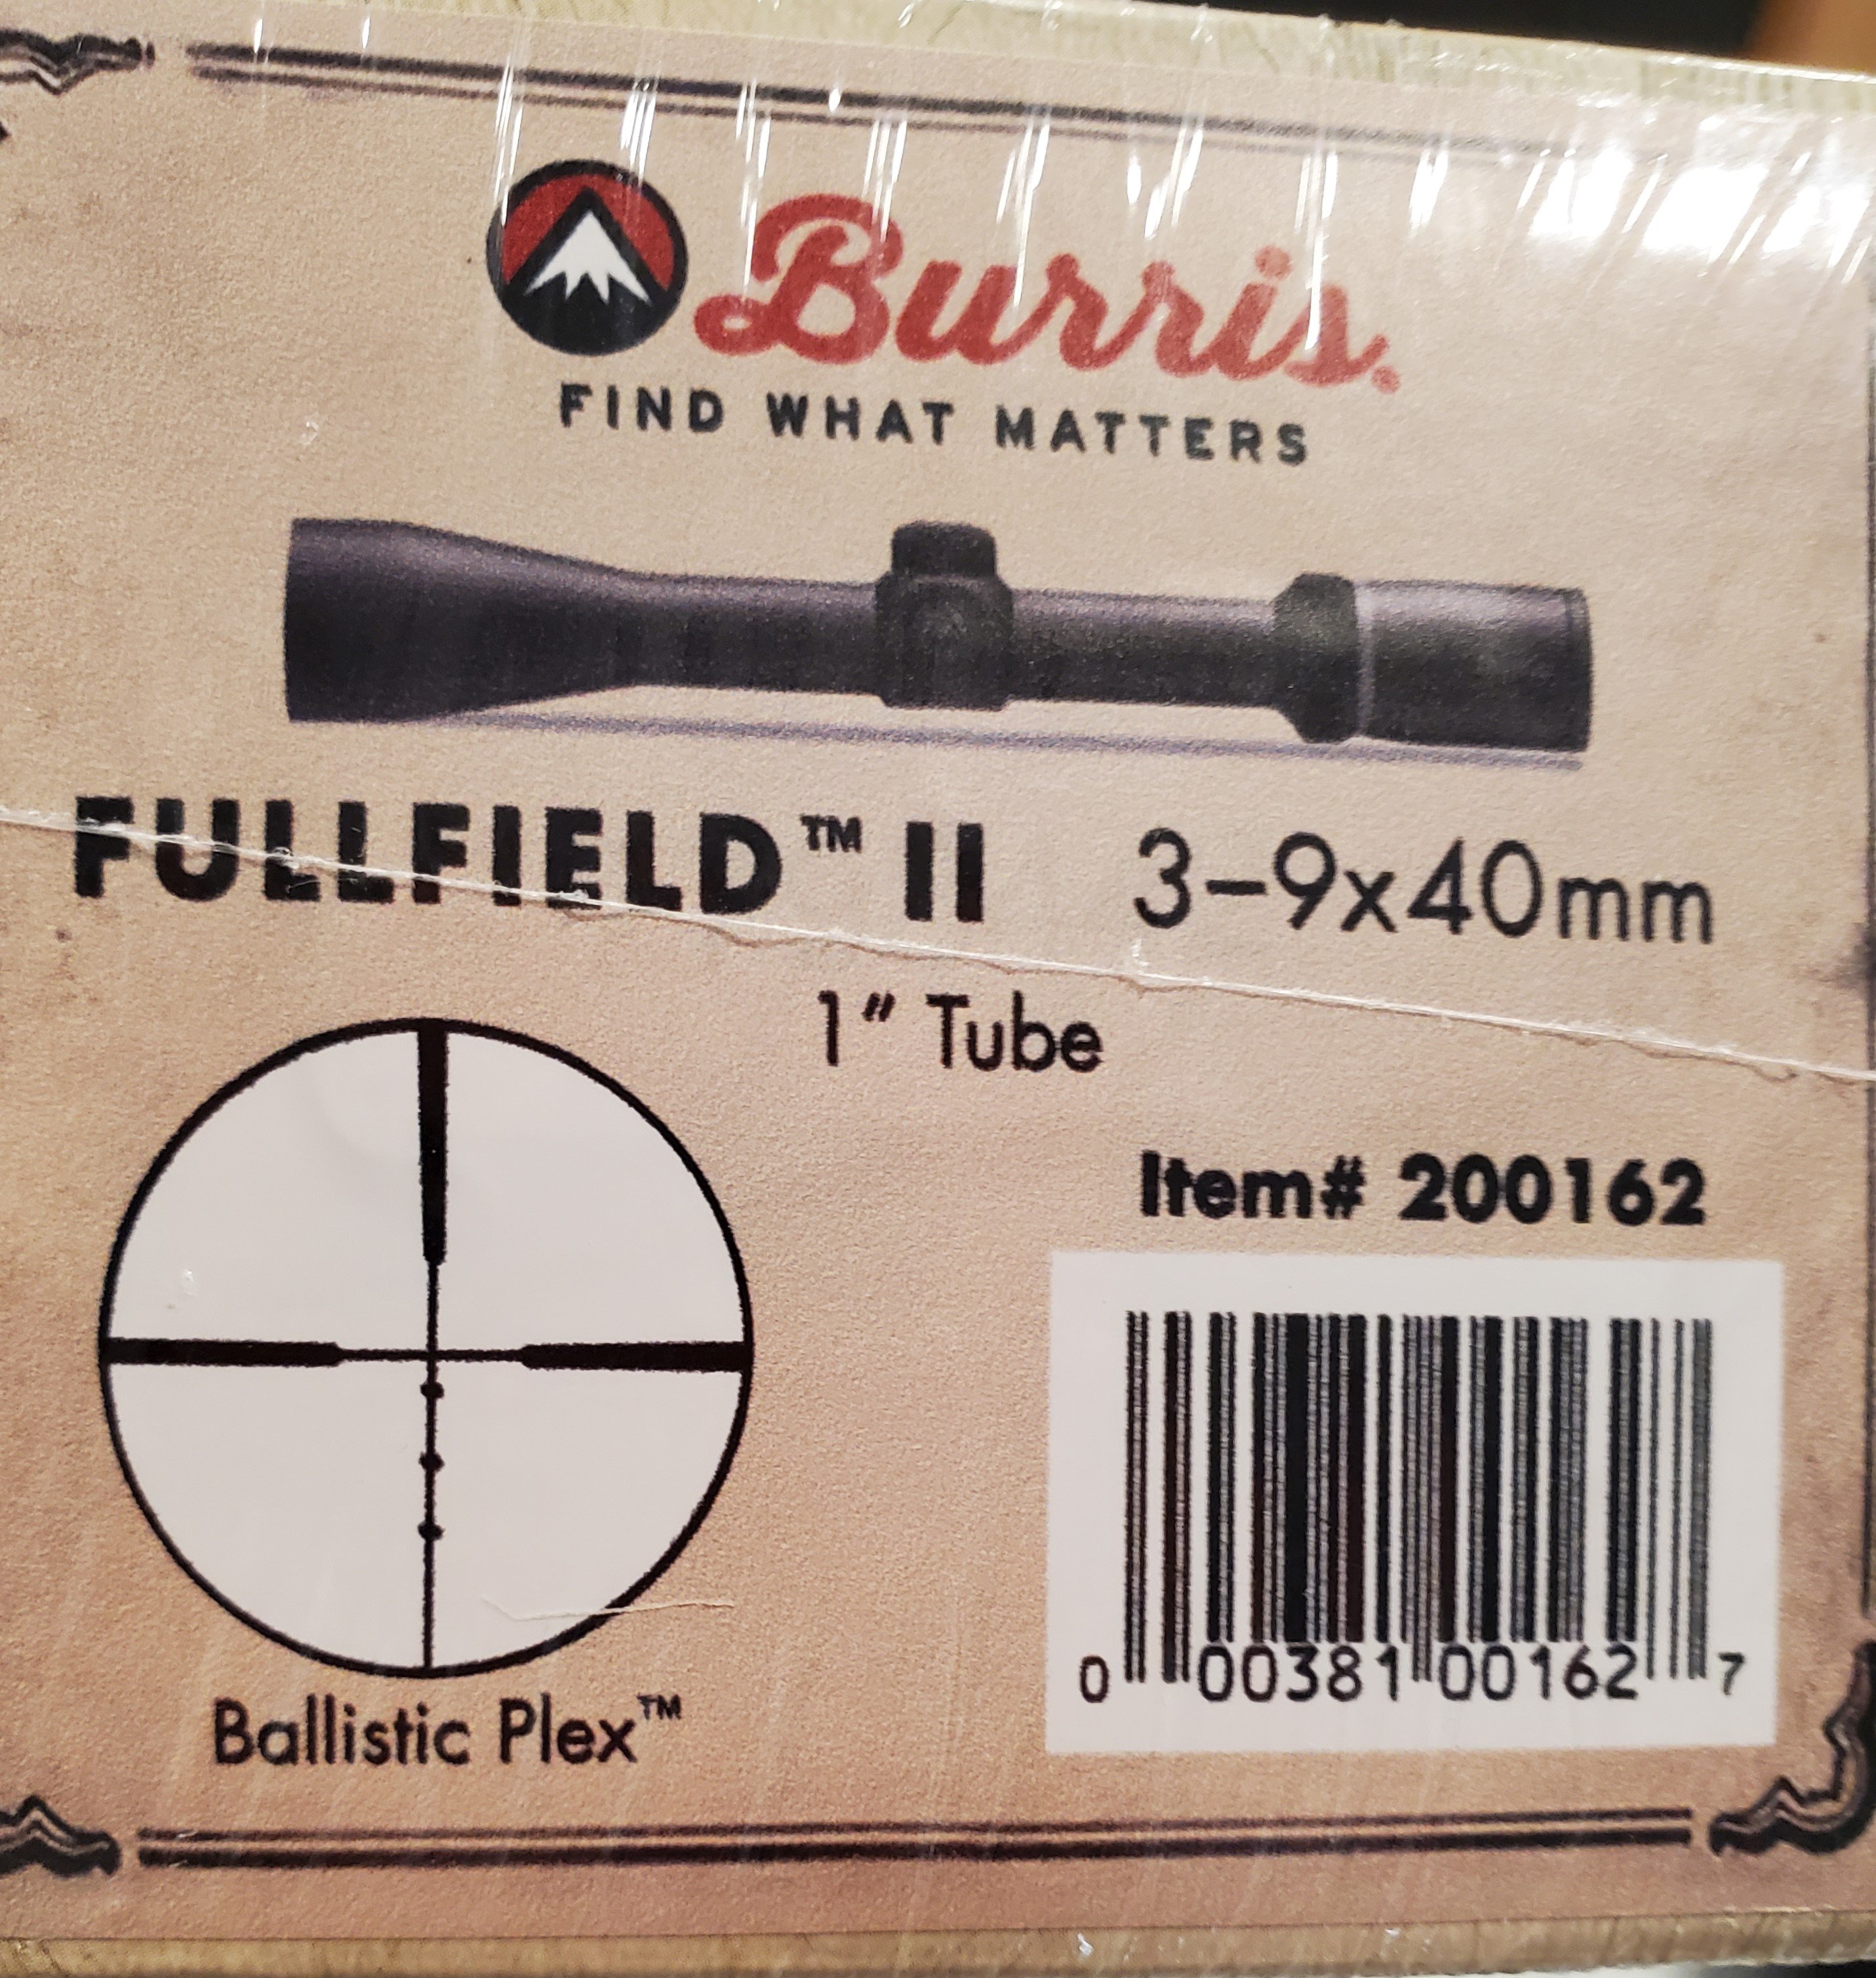 Burris.
FIND WHAT MATTERS
FULLFIELD™ II 3-9x40mm
1" Tube
Item# 200162
0 00381 00162 7
Ballistic Plex™